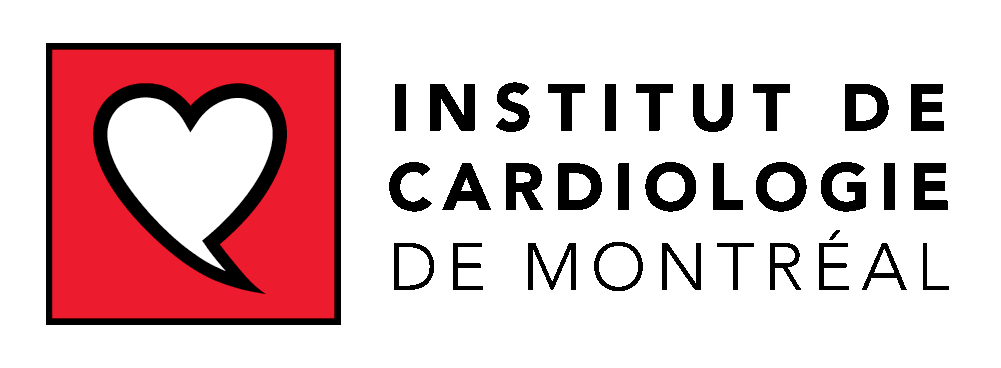 INSTITUT DE
CARDIOLOGIE
DE MONTRÉAL